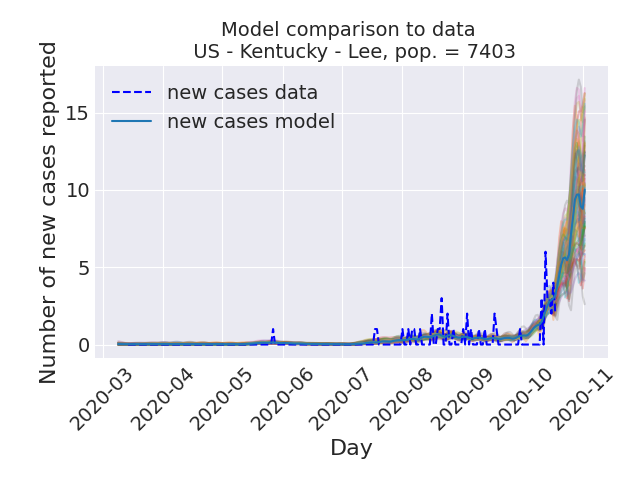 Model comparison to data
US - Kentucky - Lee, pop. = 7403
Number of new cases reported
new cases data
new cases model
15
10
5
0
2020-03
2020-04
2020-05
2020-06
2020-07
2020-08
2020-09
2020-10
2020-11
Day